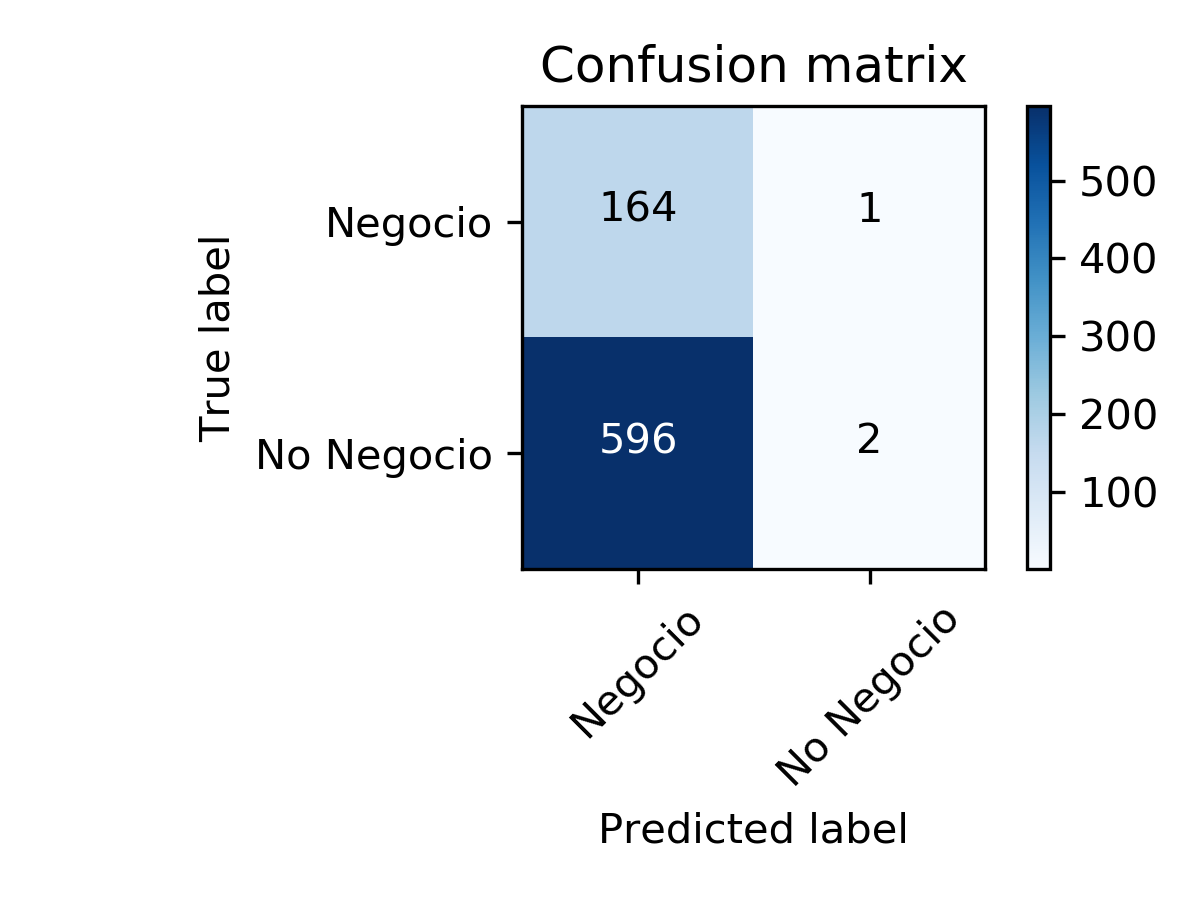 Confusion matrix
True label
Negocio
164
1
No Negocio
596
2
Negocio
No Negocio
Predicted label
500
400
300
200
100